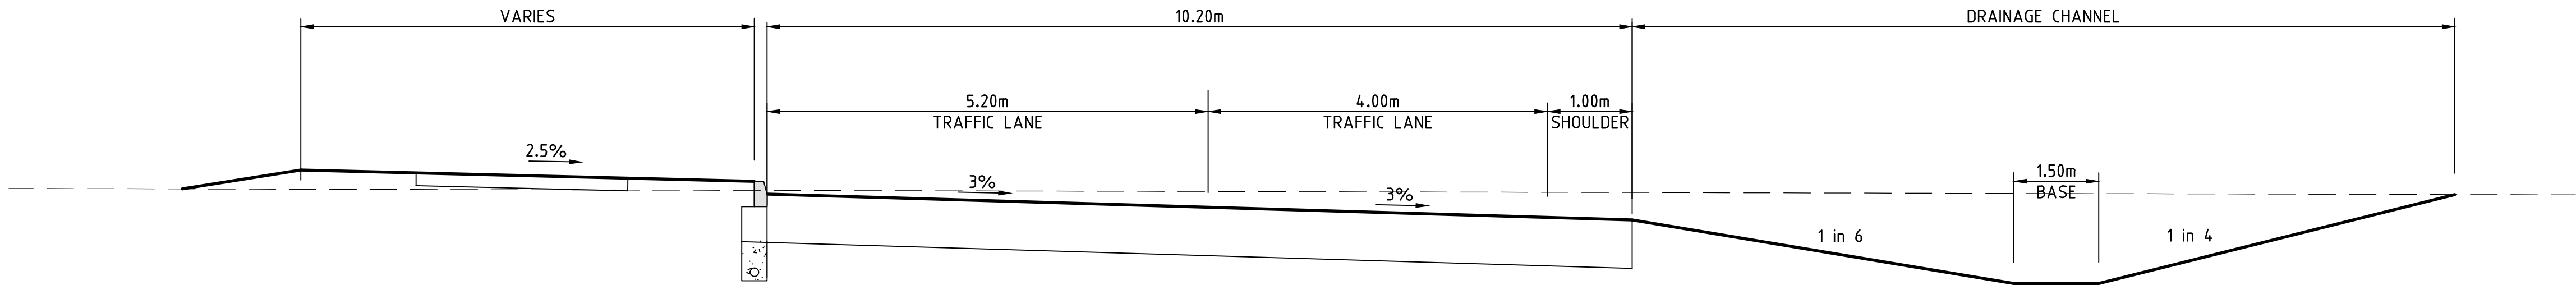 VARIES
10.20m
DRAINAGE CHANNEL
5.20m
TRAFFIC LANE
4.00m
TRAFFIC LANE
1.00m
SHOULDER
2.5%
3%
3%
1.50m
BASE
1 in 6
1 in 4